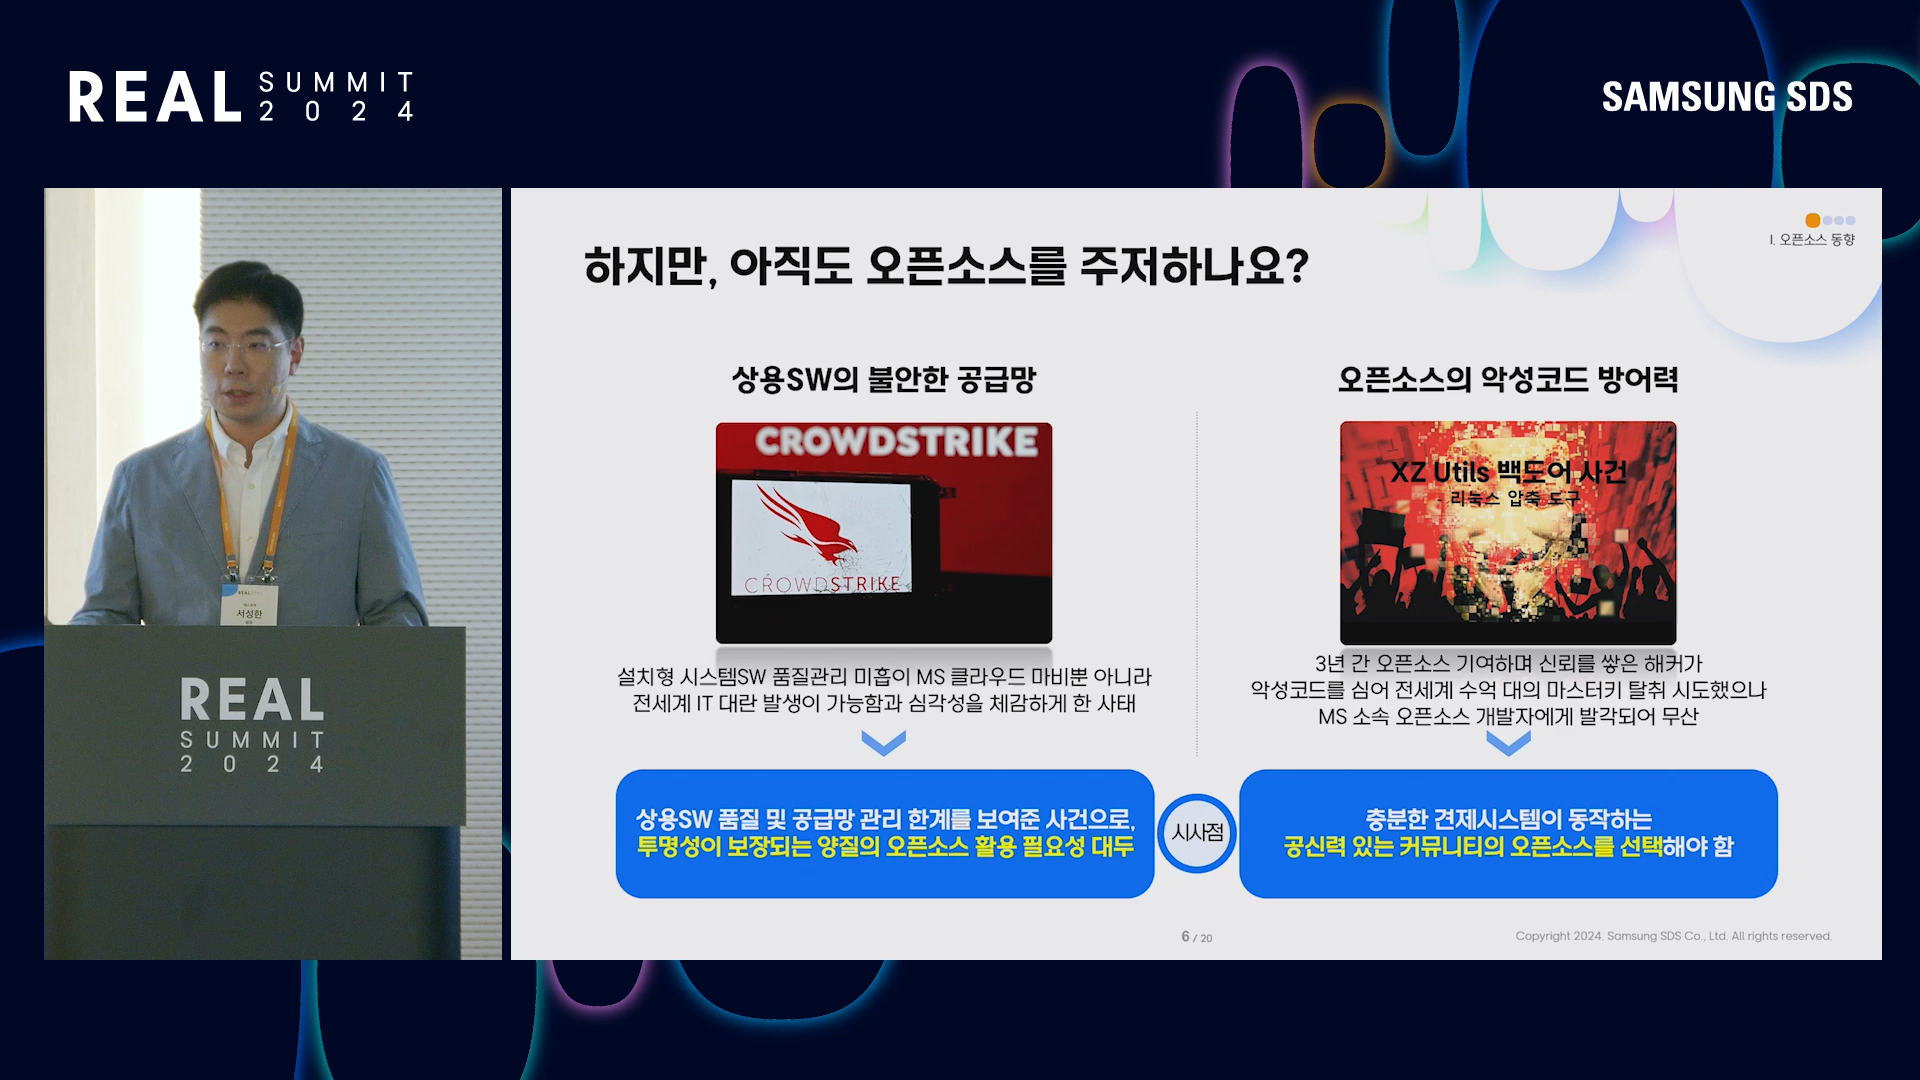 REAL SUMMIT 2024
SAMSUNG SDS
서성한
REAL
SUMMIT
2024
I. 오픈소스 동향
하지만, 아직도 오픈소스를 주저하나요?
상용SW의 불안한 공급망
CROWDSTRIKE
CROWDSTRIKE
설치형 시스템SW 품질관리 미흡이 MS 클라우드 마비뿐 아니라
전세계 IT 대란 발생이 가능함과 심각성을 체감하게 한 사태
상용SW 품질 및 공급망 관리 한계를 보여준 사건으로,
투명성이 보장되는 양질의 오픈소스 활용 필요성 대두
시사점
오픈소스의 악성코드 방어력
XZ Utils 백도어 사건
- 리눅스 압축 도구
3년 간 오픈소스 기여하며 신뢰를 쌓은 해커가
악성코드를 심어 전세계 수억 대의 마스터키 탈취 시도했으나
MS 소속 오픈소스 개발자에게 발각되어 무산
충분한 견제시스템이 동작하는
공신력 있는 커뮤니티의 오픈소스를 선택해야 함
6 / 20
Copyright 2024. Samsung SDS Co., Ltd. All rights reserved.